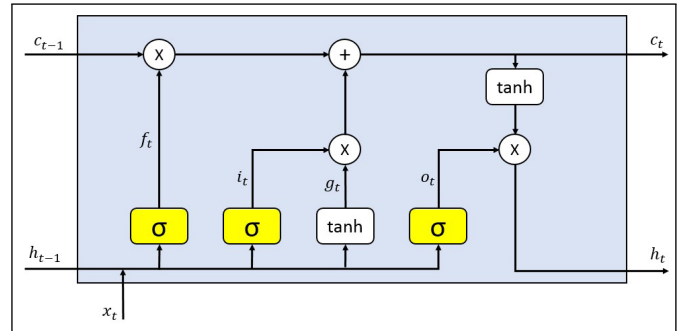 c_{t-1} x + c_t
tanh
f_t i_t x g_t o_t x
σ σ tanh σ
h_{t-1} h_t
x_t